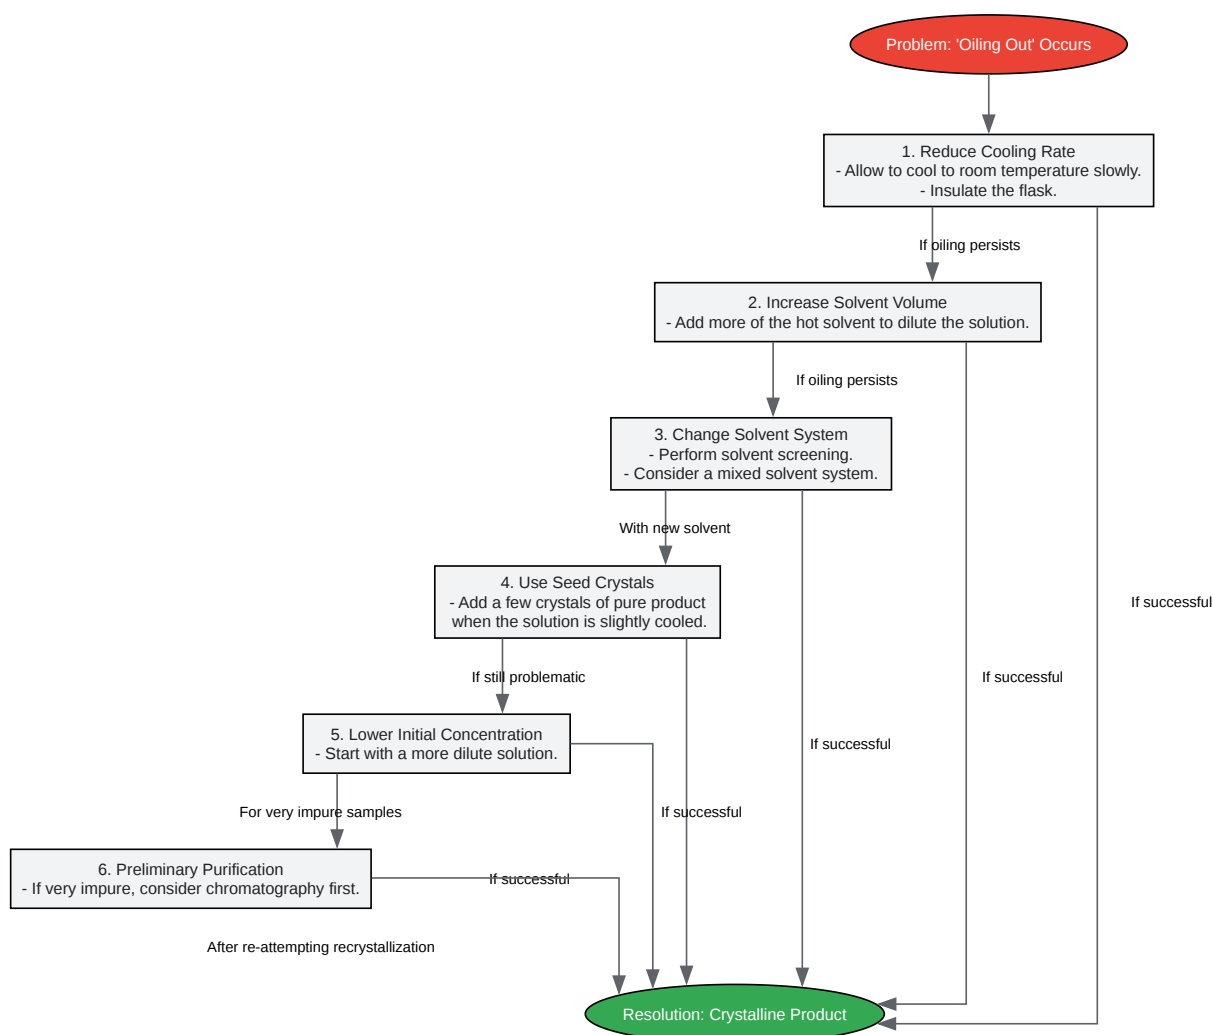 Problem: 'Oiling Out' Occurs
1. Reduce Cooling Rate
- Allow to cool to room temperature slowly.
- Insulate the flask.
If oiling persists
2. Increase Solvent Volume
- Add more of the hot solvent to dilute the solution.
If oiling persists
3. Change Solvent System
- Perform solvent screening.
- Consider a mixed solvent system.
With new solvent
4. Use Seed Crystals
- Add a few crystals of pure product
when the solution is slightly cooled.
If successful
If still problematic
If successful
5. Lower Initial Concentration
- Start with a more dilute solution.
If successful
For very impure samples
If successful
6. Preliminary Purification
- If very impure, consider chromatography first.
If successful
After re-attempting recrystallization
Resolution: Crystalline Product